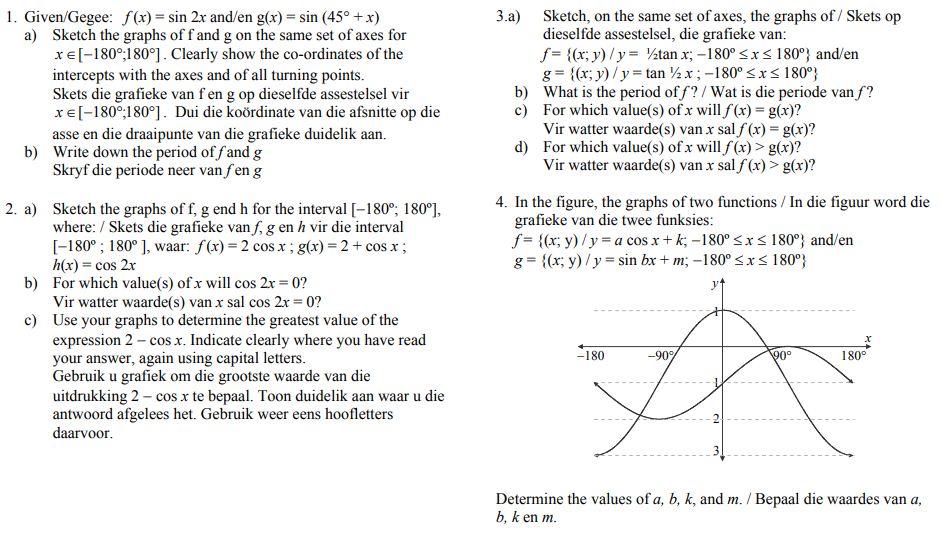 1. Given/Gegee: f(x) = sin 2x and/en g(x) = sin (45° + x)
a) Sketch the graphs of f and g on the same set of axes for
x ∈ [−180°;180°]. Clearly show the co-ordinates of the
intercepts with the axes and of all turning points.
Skets die grafieke van f en g op dieselfde assestelsel vir
x ∈ [−180°;180°]. Dui die koördinate van die afsnitte op die
asse en die draaipunte van die grafieke duidelik aan.
b) Write down the period of f and g
Skryf die periode neer van f en g
2. a) Sketch the graphs of f, g end h for the interval [−180°; 180°],
where: / Skets die grafieke van f, g en h vir die interval
[−180° ; 180° ], waar: f(x) = 2 cos x ; g(x) = 2 + cos x ;
h(x) = cos 2x
b) For which value(s) of x will cos 2x = 0?
Vir watter waarde(s) van x sal cos 2x = 0?
c) Use your graphs to determine the greatest value of the
expression 2 – cos x. Indicate clearly where you have read
your answer, again using capital letters.
Gebruik u grafiek om die grootste waarde van die
uitdrukking 2 – cos x te bepaal. Toon duidelik aan waar u die
antwoord afgelees het. Gebruik weer eens hoofletters
daarvoor.
3.a) Sketch, on the same set of axes, the graphs of / Skets op
dieselfde assestelsel, die grafieke van:
f = {(x; y) / y = ½tan x; −180° ≤ x ≤ 180°} and/en
g = {(x; y) / y = tan ½ x ; −180° ≤ x ≤ 180°}
b) What is the period of f ? / Wat is die periode van f ?
c) For which value(s) of x will f (x) = g(x)?
Vir watter waarde(s) van x sal f (x) = g(x)?
d) For which value(s) of x will f (x) > g(x)?
Vir watter waarde(s) van x sal f (x) > g(x)?
4. In the figure, the graphs of two functions / In die figuur word die
grafieke van die twee funksies:
f = {(x; y) / y = a cos x + k; −180° ≤ x ≤ 180°} and/en
g = {(x; y) / y = sin bx + m; −180° ≤ x ≤ 180°}
y
1
x
−180 −90° 90° 180°
1
2
3
Determine the values of a, b, k, and m. / Bepaal die waardes van a,
b, k en m.